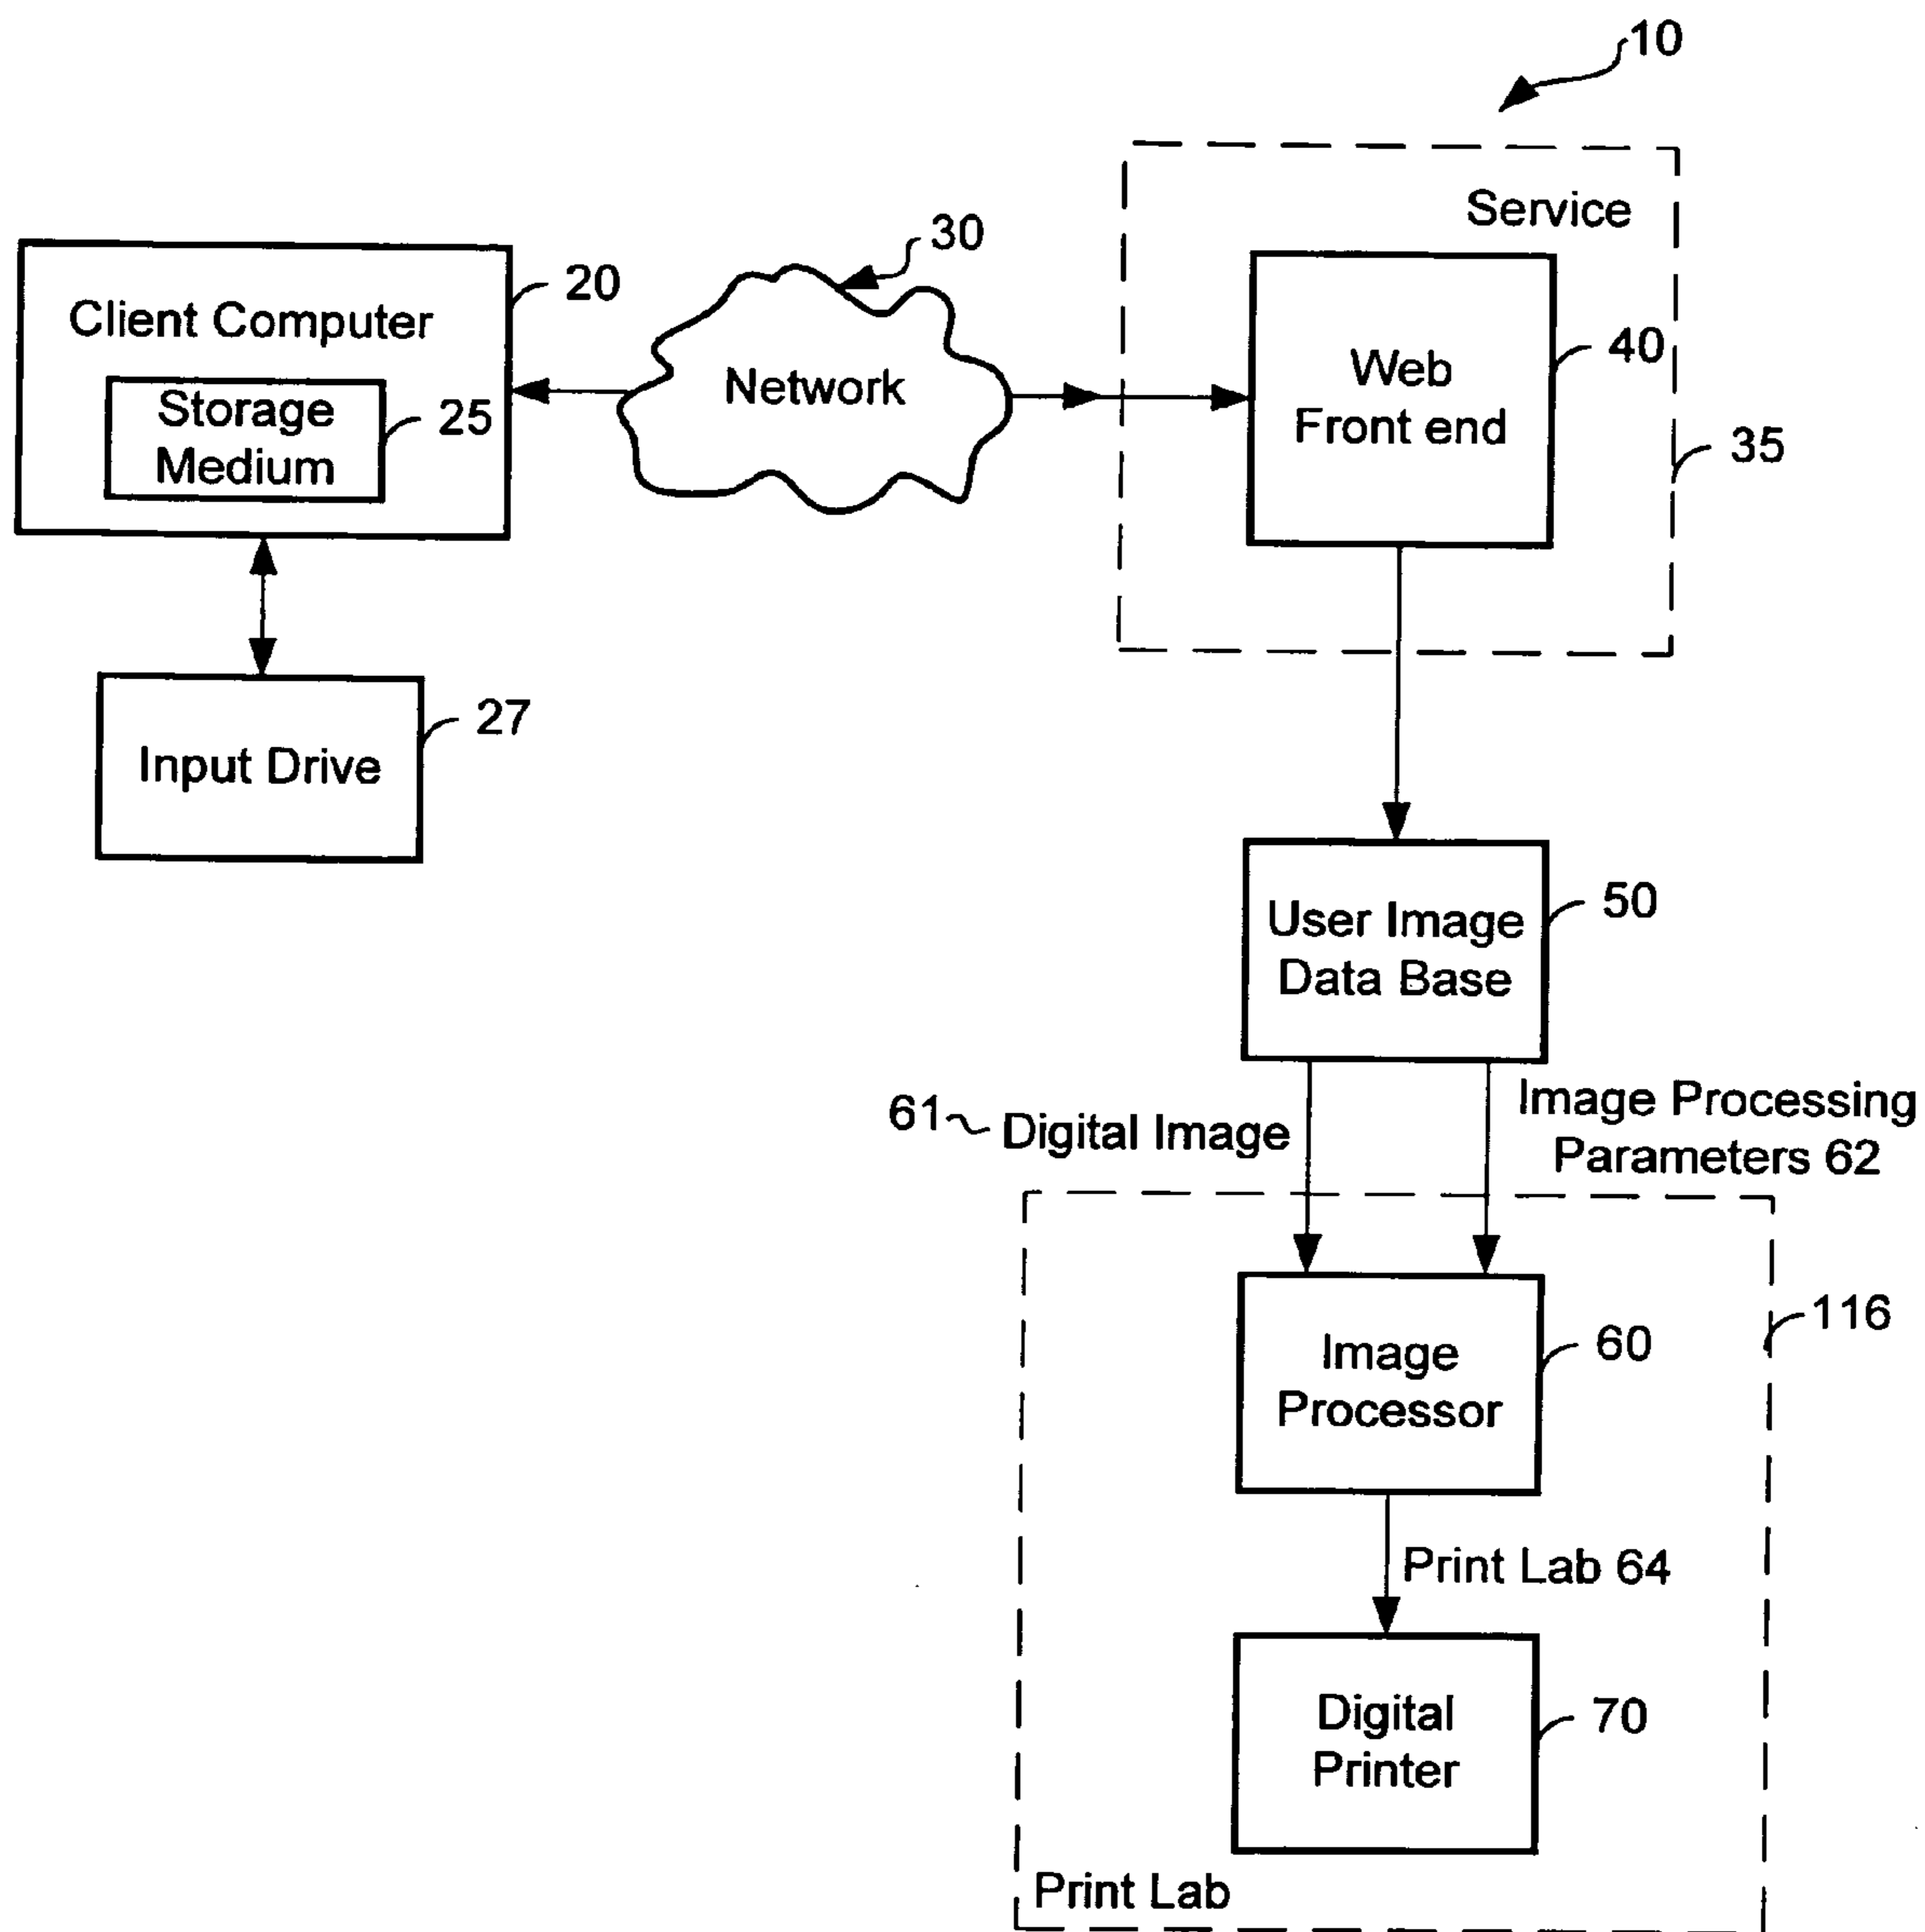 10
Service
30
20
Client Computer
Storage
Medium
25
Network
Web
Front end
40
35
Input Drive
27
User Image
Data Base
50
61
Digital Image
Image Processing
Parameters 62
116
Image
Processor
60
Print Lab 64
Digital
Printer
70
Print Lab